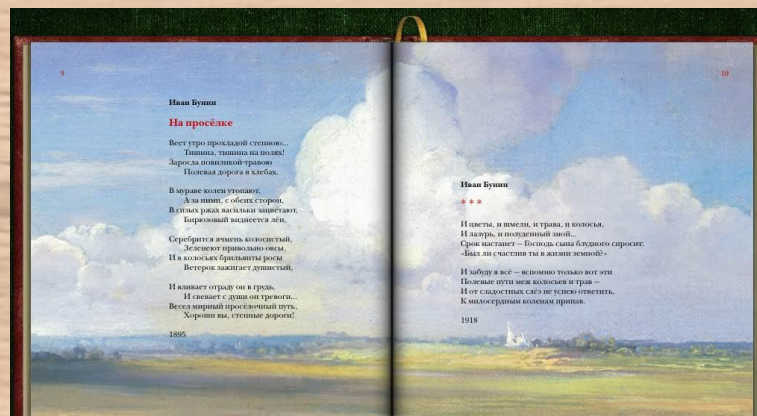 9
Иван Бунин
На просёлке
Веет утро прохладой степною...
Тишина, тишина на полях!
Заросла повиликой-травою
Полевая дорога в хлебах.
В мураве колеи утопают,
А за ними, с обеих сторон,
В сизых ржах васильки зацветают,
Бирюзовый виднеется лён,
Серебрится ячмень колосистый,
Зеленеют привольно овсы,
И в колосьях брильянты росы
Ветерок зажигает душистый,
И вливает отраду он в грудь,
И свевает с души он тревоги...
Весел мирный просёлочный путь,
Хороши вы, степные дороги!
1895
10
Иван Бунин
* * *
И цветы, и шмели, и трава, и колосья,
И лазурь, и полуденный зной...
Срок настанет – Господь сына блудного спросит:
«Был ли счастлив ты в жизни земной?»
И забуду я всё – вспомню только вот эти
Полевые пути меж колосьев и трав –
И от сладостных слёз не успею ответить,
К милосердным коленам припав.
1918